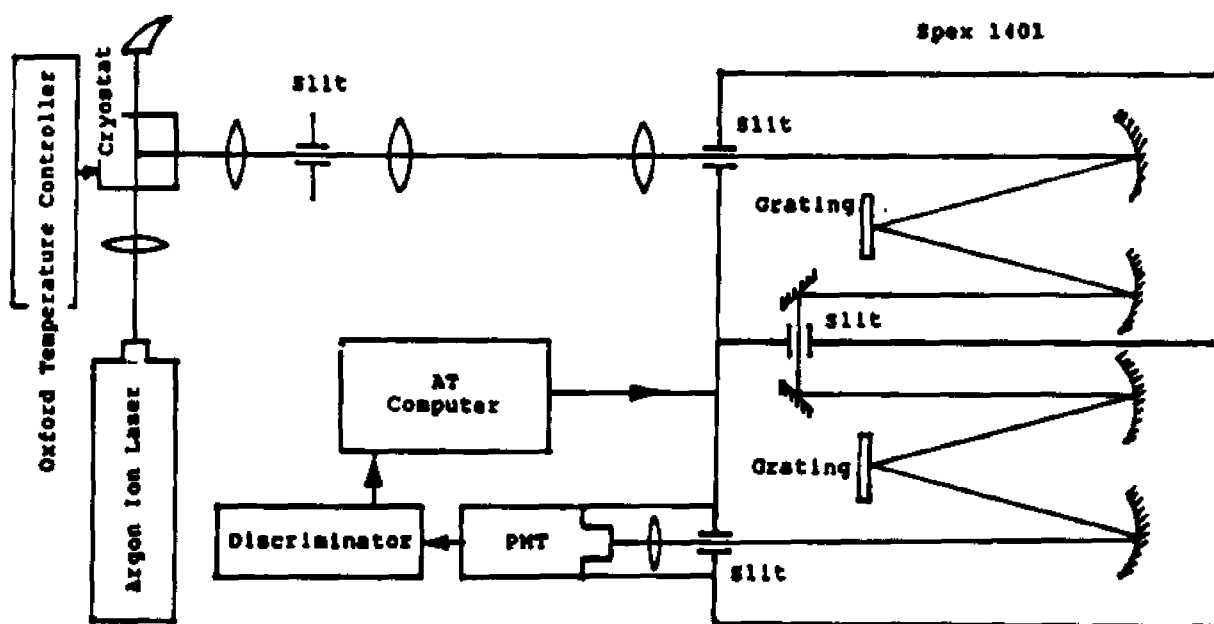 Spex 1401
Oxford Temperature Controller
Cryostat
Slit
Slit
Grating
Slit
AT
Computer
Argon Ion Laser
Grating
Discriminator
PMT
Slit